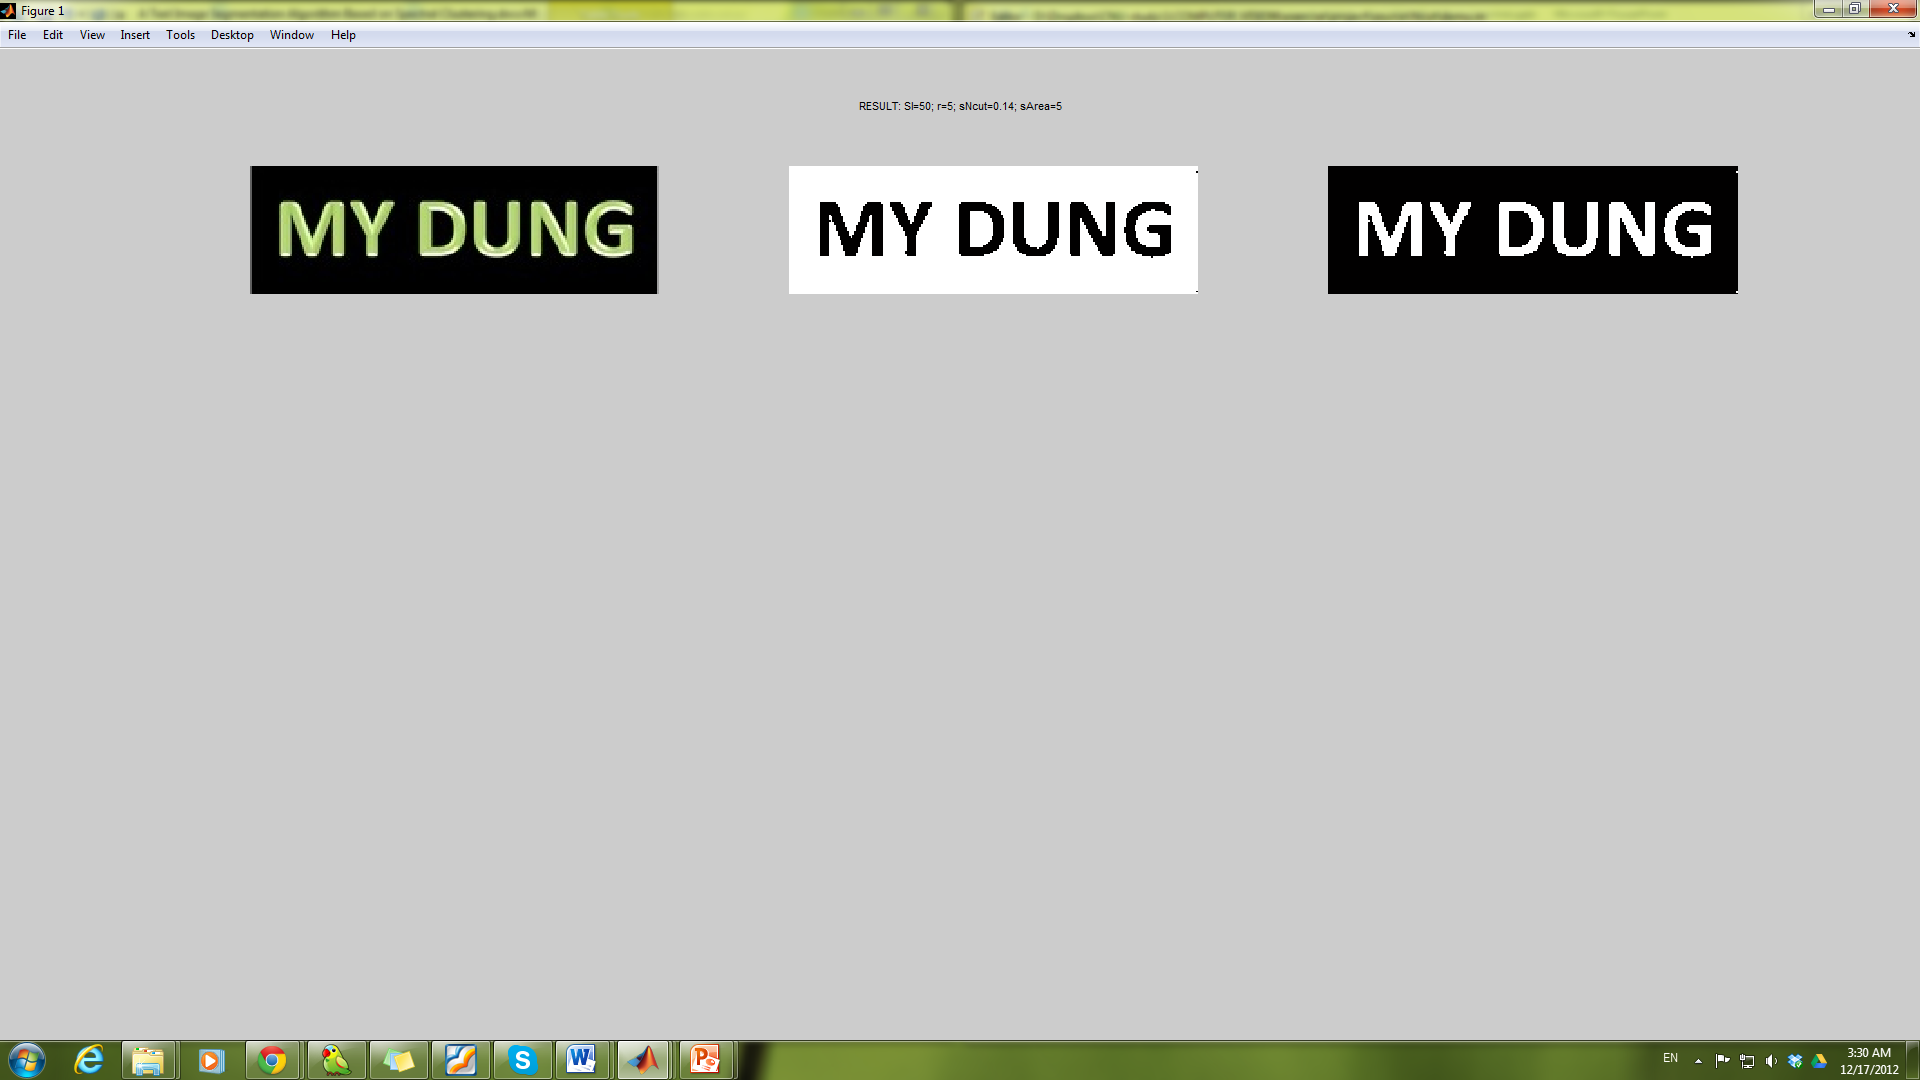 Figure 1
File Edit View Insert Tools Desktop Window Help
RESULT: SI=50; r=5; sNcut=0.14; sArea=5
MY DUNG MY DUNG MY DUNG
EN 3:30 AM
12/17/2012